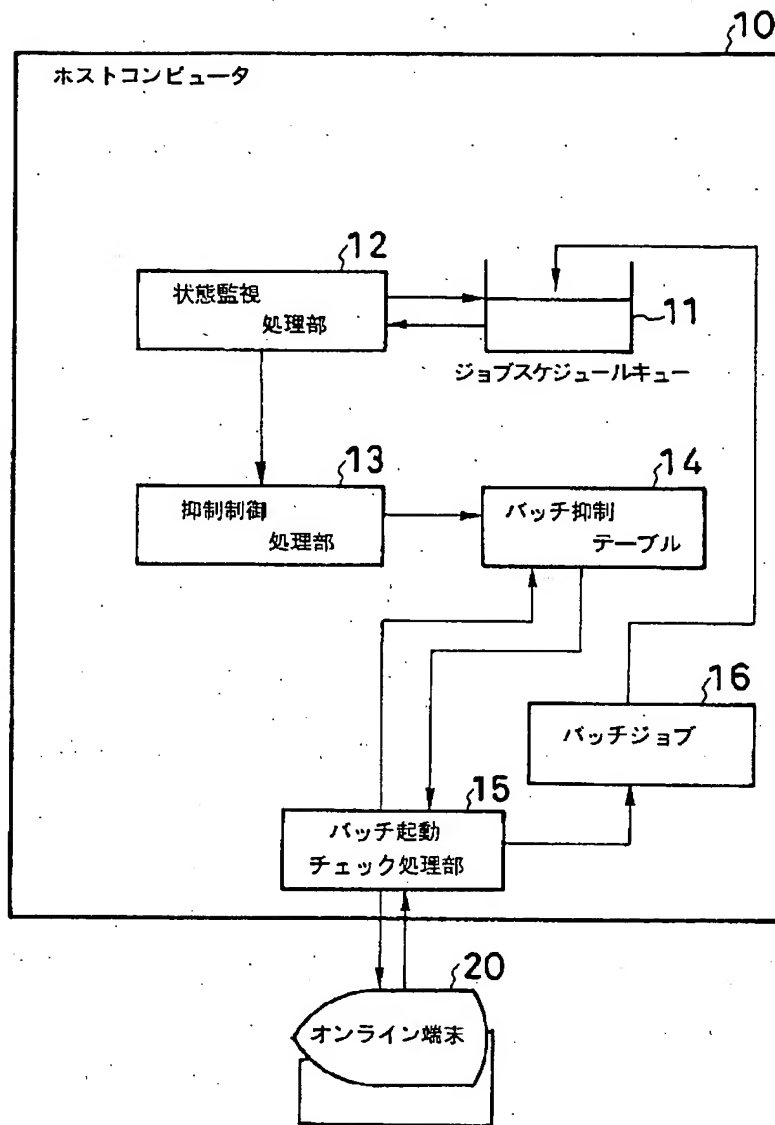 10
ホストコンピュータ
12
状態監視
処理部
11
ジョブスケジュールキュー
13
抑制制御
処理部
14
バッチ抑制
テーブル
16
バッチジョブ
15
バッチ起動
チェック処理部
20
オンライン端末